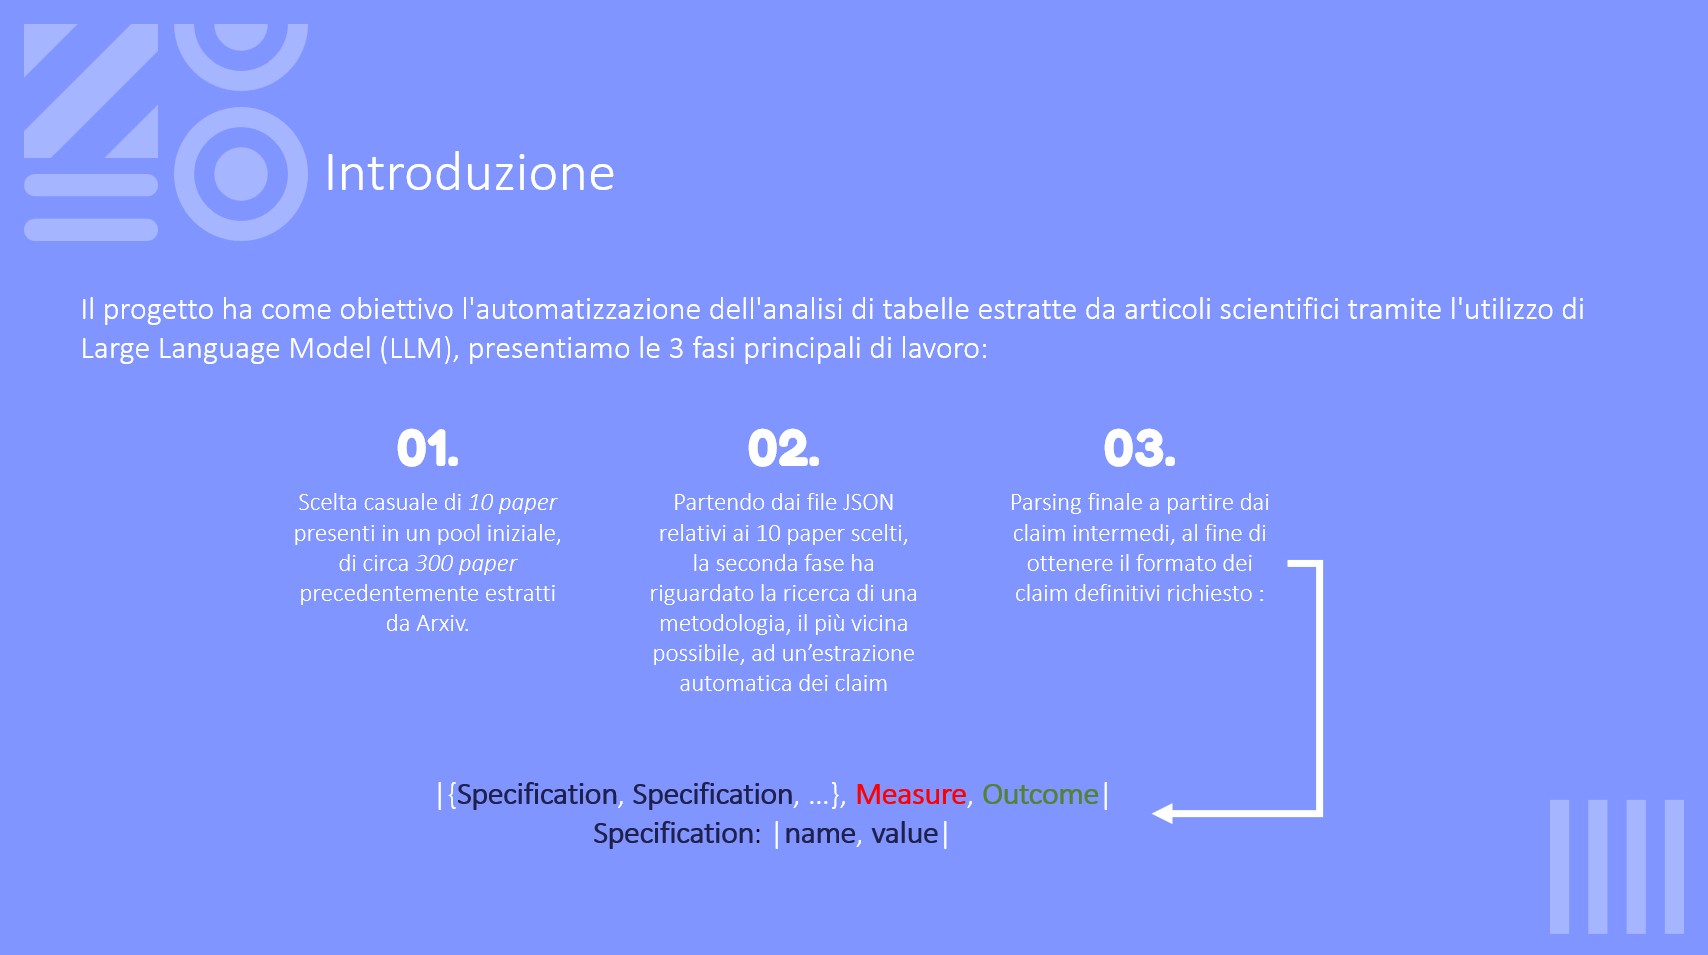 Introduzione
Il progetto ha come obiettivo l'automatizzazione dell'analisi di tabelle estratte da articoli scientifici tramite l'utilizzo di
Large Language Model (LLM), presentiamo le 3 fasi principali di lavoro:
01.
Scelta casuale di 10 paper
presenti in un pool iniziale,
di circa 300 paper
precedentemente estratti
da Arxiv.
02.
Partendo dai file JSON
relativi ai 10 paper scelti,
la seconda fase ha
riguardato la ricerca di una
metodologia, il più vicina
possibile, ad un’estrazione
automatica dei claim
03.
Parsing finale a partire dai
claim intermedi, al fine di
ottenere il formato dei
claim definitivi richiesto :
|{Specification, Specification, …}, Measure, Outcome|
Specification: |name, value|